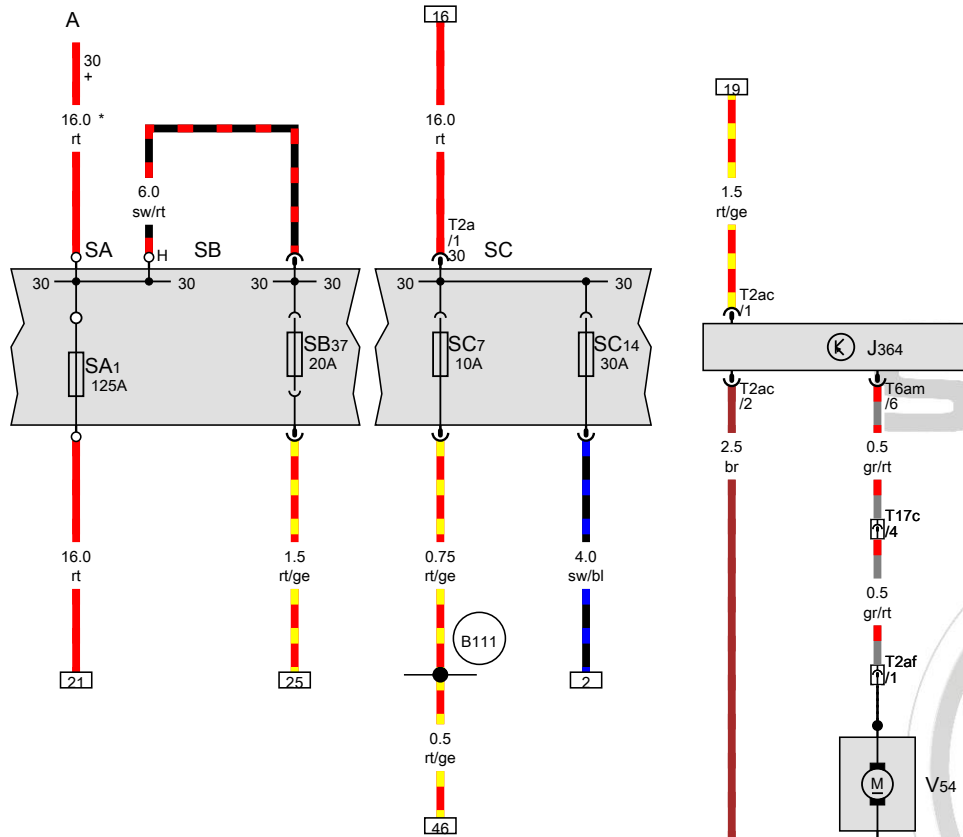 A
30
+
16.0 *
rt
6.0
sw/rt
SA
H
SB
30
30
30
30
SA1
125A
SB37
20A
16.0
rt
21
1.5
rt/ge
25
16
16.0
rt
T2a
/1
30
SC
30
30
SC7
10A
SC14
30A
0.75
rt/ge
B111
0.5
rt/ge
46
4.0
sw/bl
2
19
1.5
rt/ge
T2ac
/1
J364
T2ac
/2
2.5
br
T6am
/6
0.5
gr/rt
T17c
/4
0.5
gr/rt
T2af
/1
M
V54